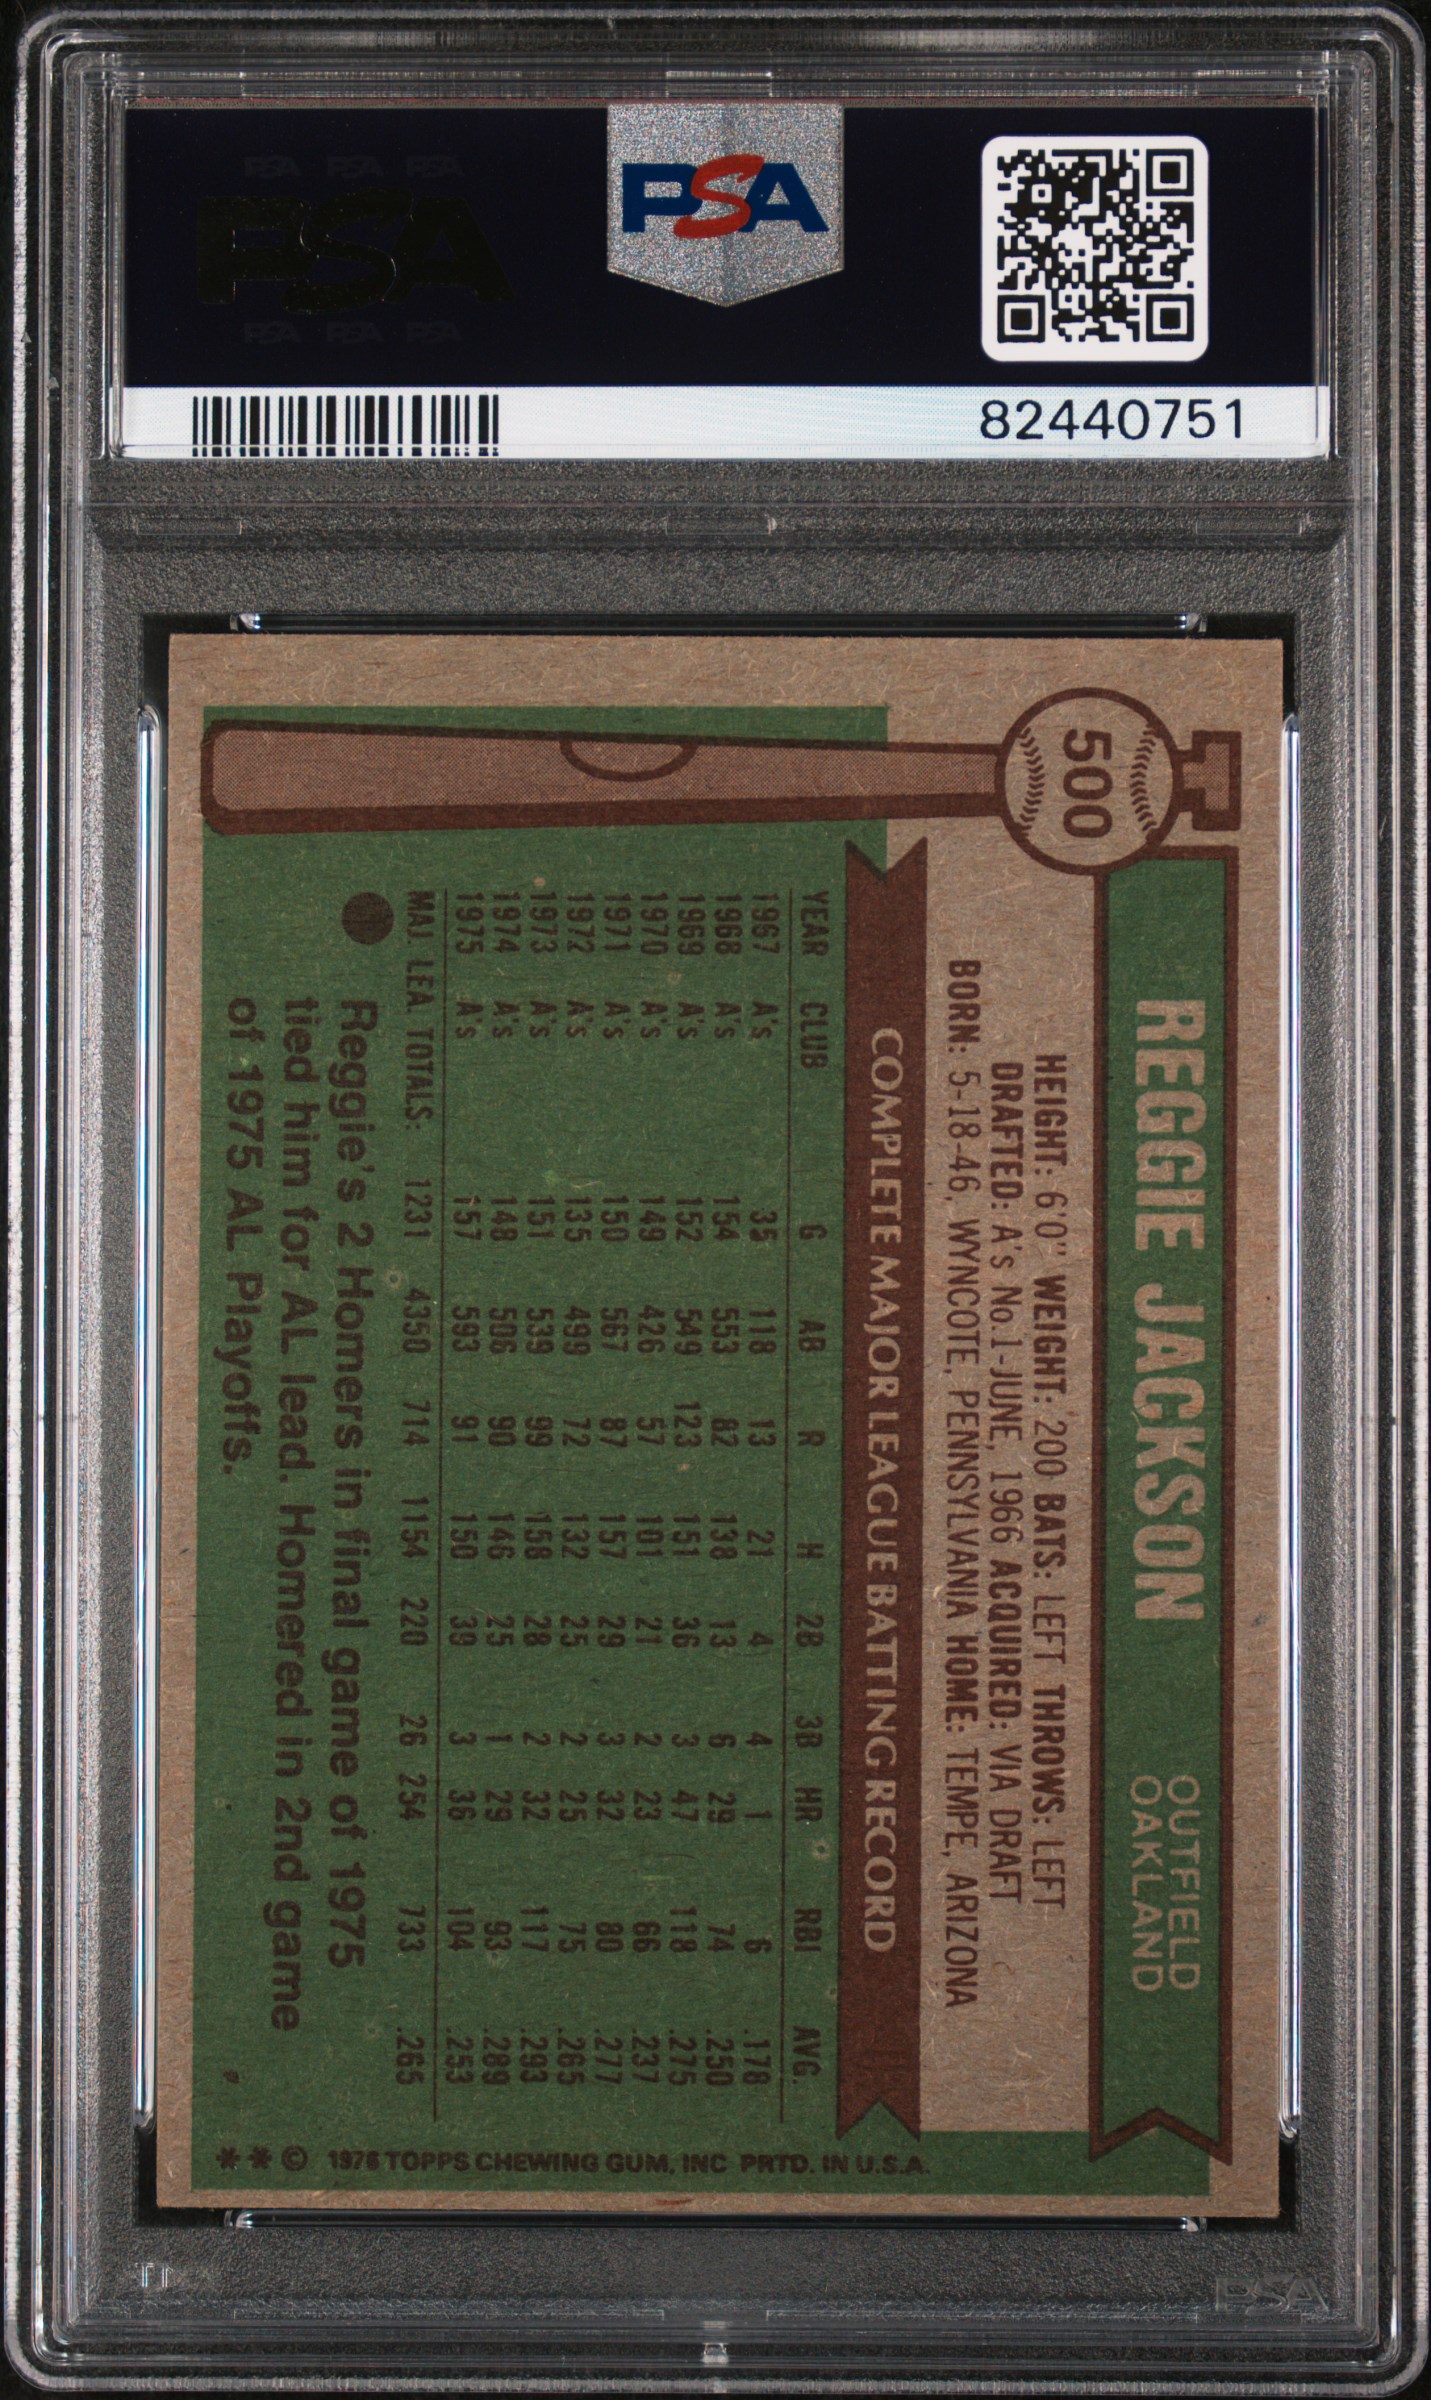 PSA PSA PSA
PSA
PSA PSA PSA
PSA
82440751
500
REGGIE JACKSON
OUTFIELD
OAKLAND
HEIGHT: 6'0" WEIGHT: 200 BATS: LEFT THROWS: LEFT
DRAFTED: A's No.1-JUNE, 1966 ACQUIRED: VIA DRAFT
BORN: 5-18-46, WYNCOTE, PENNSYLVANIA HOME: TEMPE, ARIZONA
COMPLETE MAJOR LEAGUE BATTING RECORD
YEAR CLUB G AB R H 2B 3B HR RBI AVG.
1967 A's 35 118 13 21 4 4 1 6 .178
1968 A's 154 553 82 138 13 6 29 74 .250
1969 A's 152 549 123 151 36 3 47 118 .275
1970 A's 149 426 57 101 21 2 23 66 .237
1971 A's 150 567 87 157 29 3 32 80 .277
1972 A's 135 499 72 132 25 2 25 75 .265
1973 A's 151 539 99 158 28 2 32 117 .293
1974 A's 148 506 90 146 25 1 29 93 .289
1975 A's 157 593 91 150 39 3 36 104 .253
MAJ. LEA. TOTALS: 1231 4350 714 1154 220 26 254 733 .265
Reggie's 2 Homers in final game of 1975
tied him for AL lead. Homered in 2nd game
of 1975 AL Playoffs.
** © 1976 TOPPS CHEWING GUM, INC PRTD. IN U.S.A.
PSA